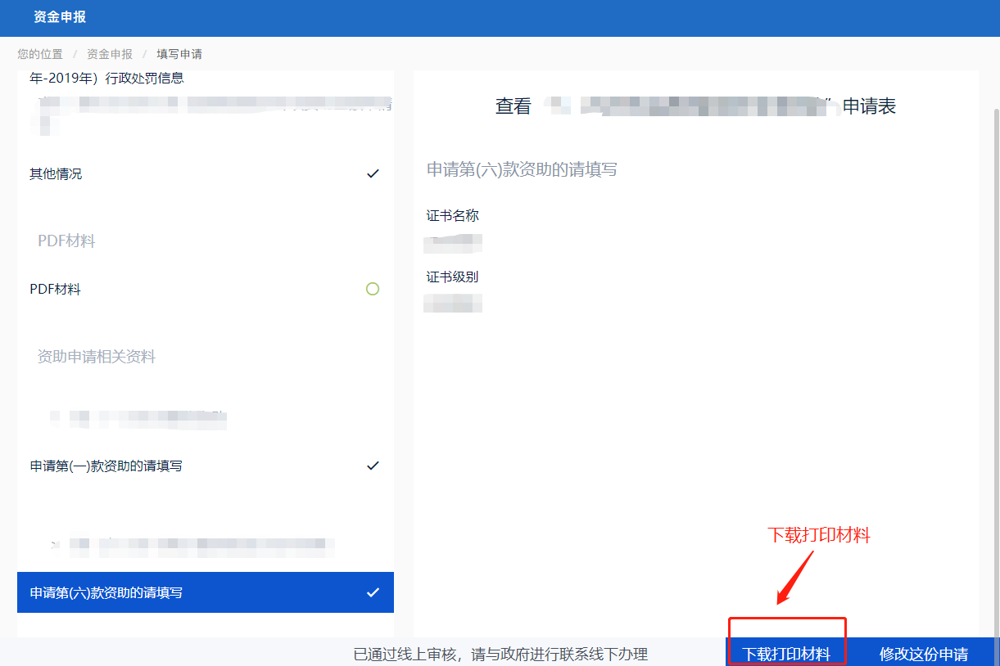 资金申报
您的位置 / 资金申报 / 填写申请
年-2019年）行政处罚信息
其他情况
PDF材料
PDF材料
资助申请相关资料
申请第(一)款资助的请填写
申请第(六)款资助的请填写
查看
”申请表
申请第(六)款资助的请填写
证书名称
证书级别
下载打印材料
已通过线上审核，请与政府进行联系线下办理
下载打印材料
修改这份申请